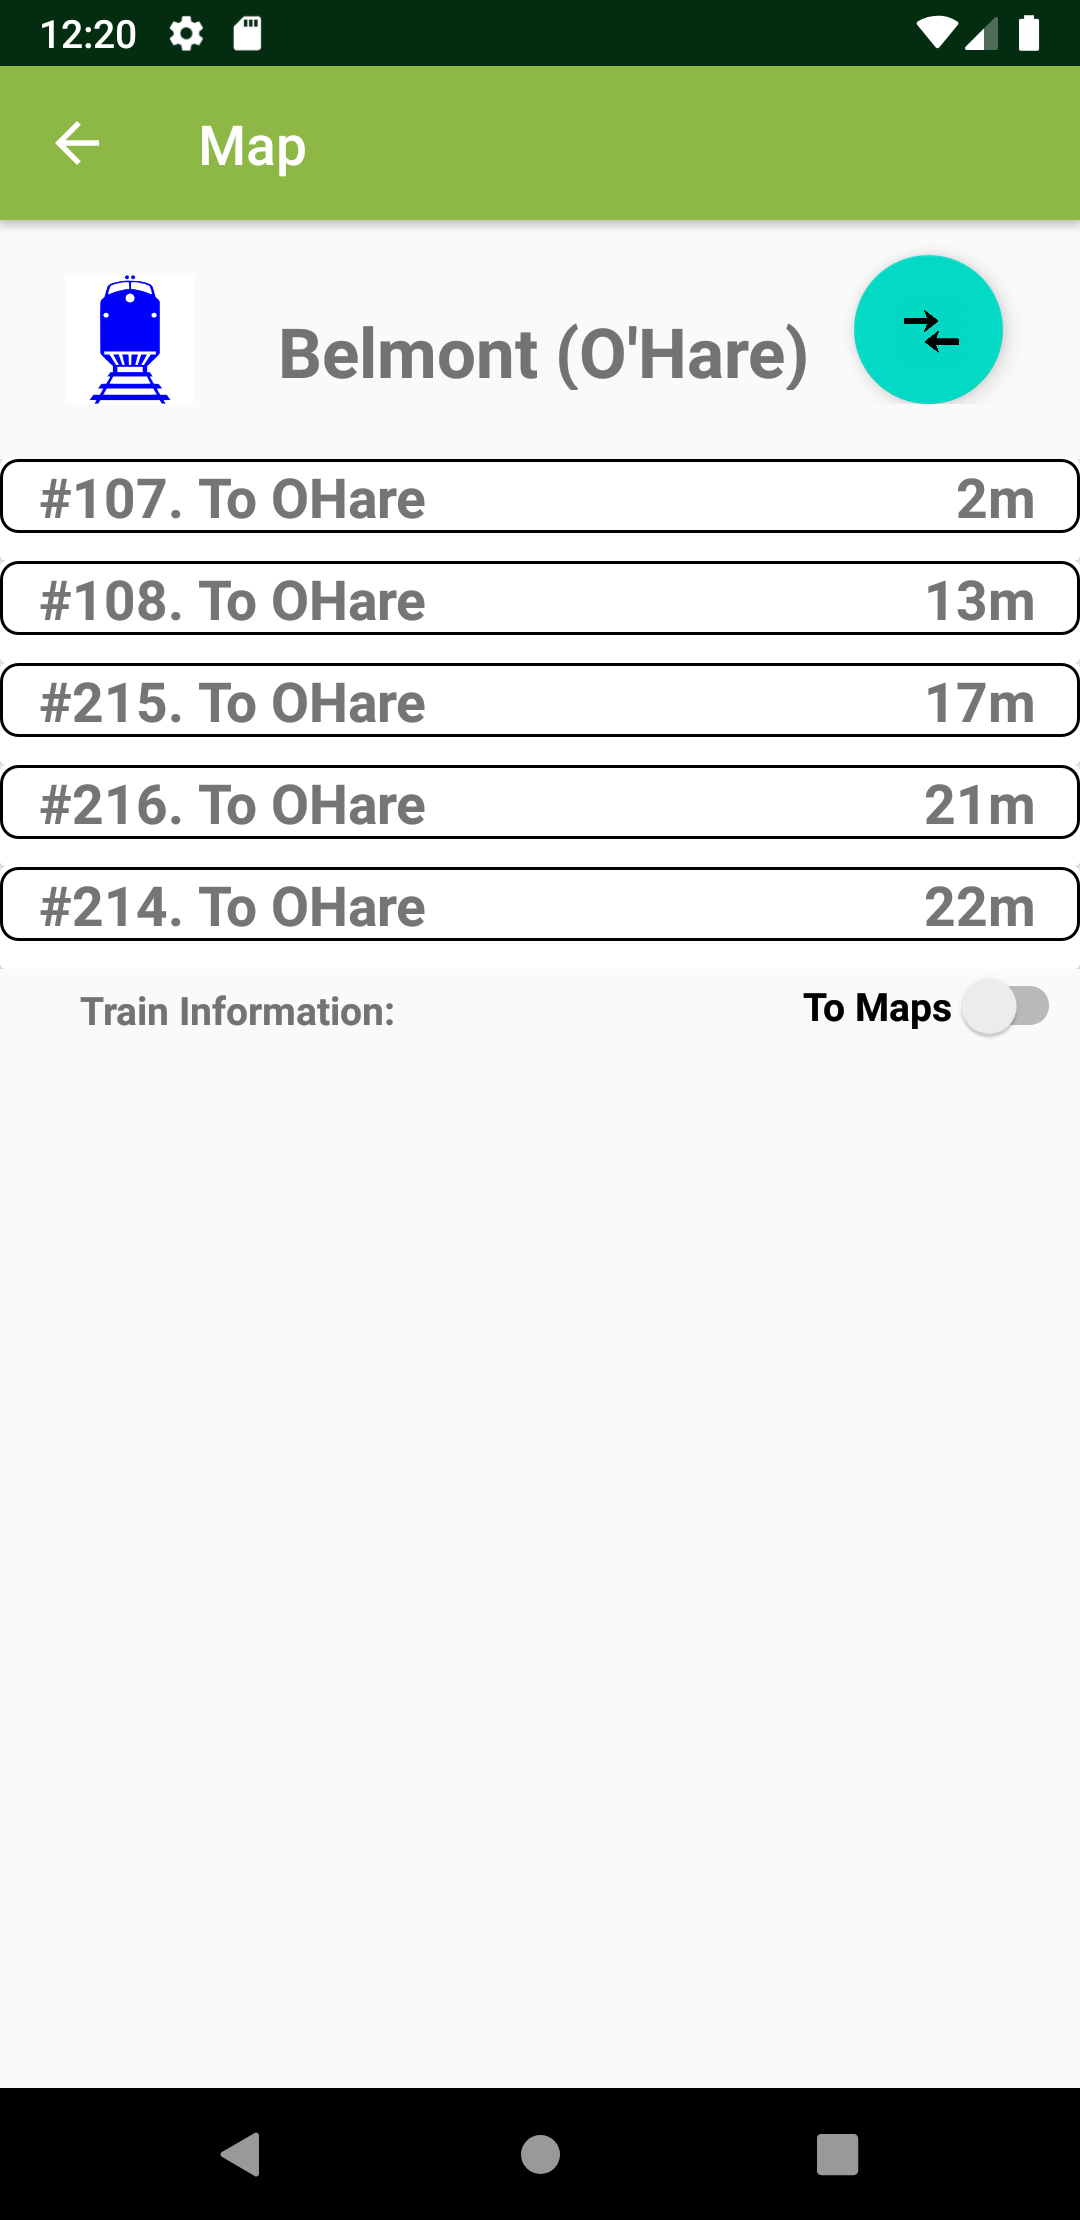 12:20
Map
Belmont (O'Hare)
#107. To OHare 2m
#108. To OHare 13m
#215. To OHare 17m
#216. To OHare 21m
#214. To OHare 22m
Train Information: To Maps